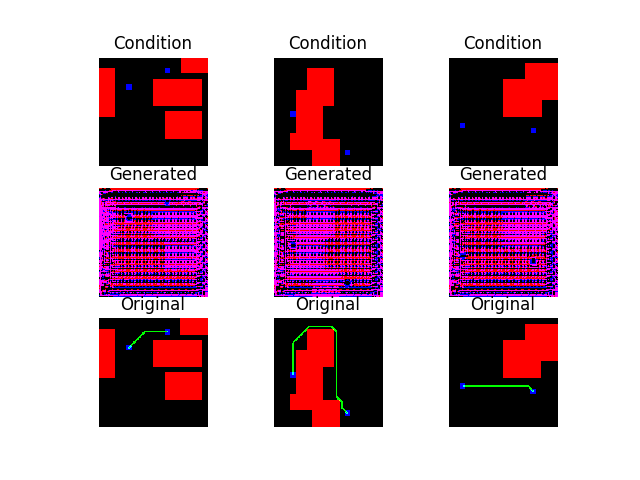 Condition Condition Condition
Generated Generated Generated
Original Original Original